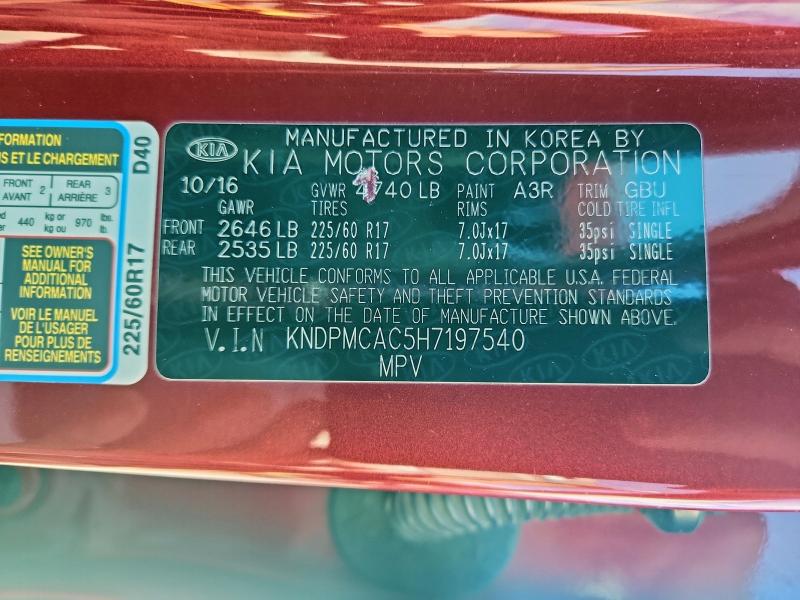 FORMATION
S ET LE CHARGEMENT
FRONT 2 REAR 3
AVANT ARRIÈRE
440 kg or 970 lbs.
kg ou lb.
SEE OWNER'S
MANUAL FOR
ADDITIONAL
INFORMATION
VOIR LE MANUEL
DE L'USAGER
POUR PLUS DE
RENSEIGNEMENTS
225/60R17 D40
MANUFACTURED IN KOREA BY
KIA KIA MOTORS CORPORATION
10/16 GVWR 4740 LB PAINT A3R TRIM GBU
GAWR TIRES RIMS COLD TIRE INFL
FRONT 2646 LB 225/60 R17 7.0Jx17 35psi SINGLE
REAR 2535 LB 225/60 R17 7.0Jx17 35psi SINGLE
THIS VEHICLE CONFORMS TO ALL APPLICABLE U.S.A. FEDERAL
MOTOR VEHICLE SAFETY AND THEFT PREVENTION STANDARDS
IN EFFECT ON THE DATE OF MANUFACTURE SHOWN ABOVE.
V.I.N KNDPMCAC5H7197540
MPV